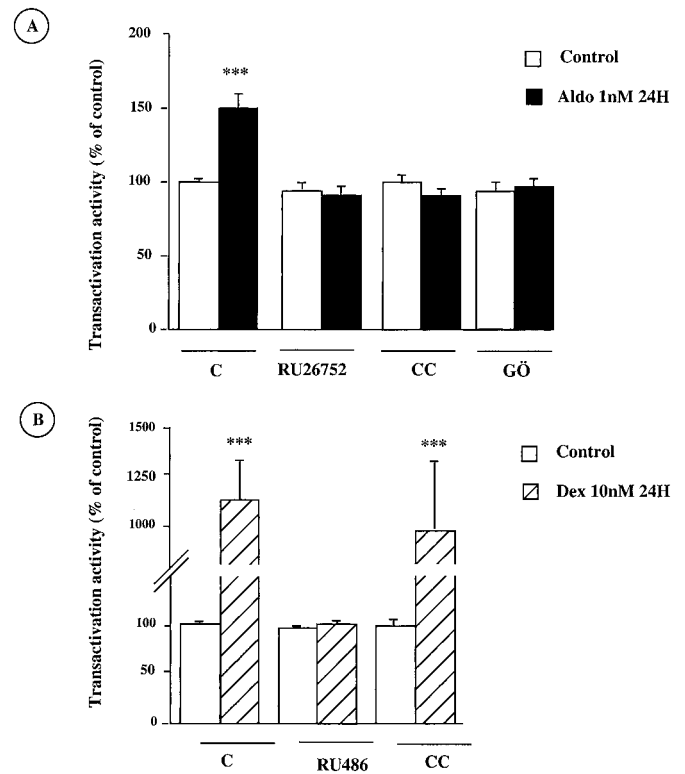 A
Transactivation activity (% of control)
200
150
100
50
0
***
Control
Aldo 1nM 24H
C
RU26752
CC
GÖ
B
Transactivation activity (% of control)
1500
1250
1000
100
50
0
***
***
Control
Dex 10nM 24H
C
RU486
CC